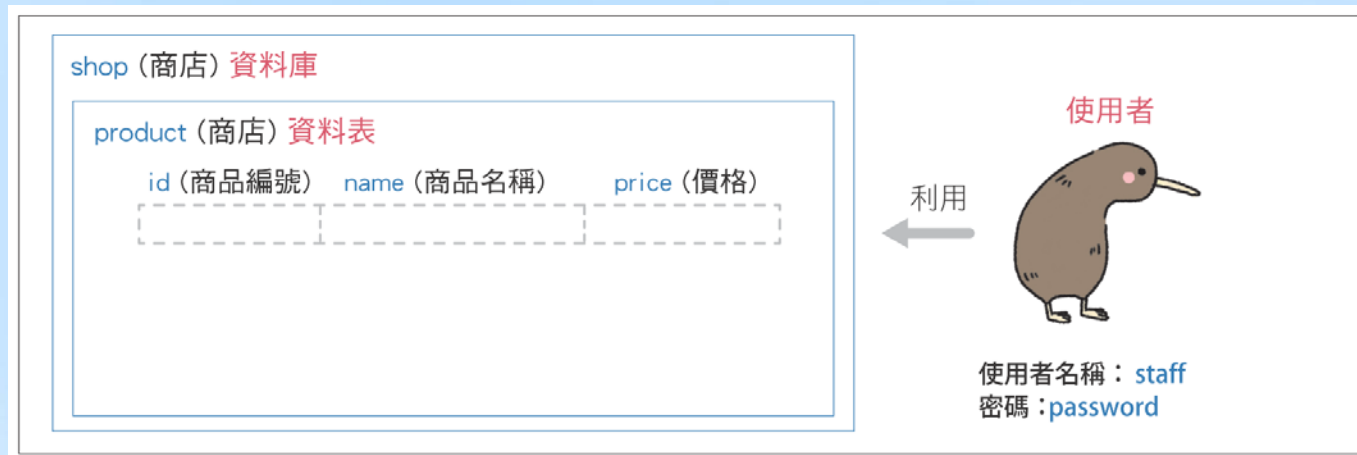 shop (商店) 資料庫
product (商店) 資料表
id (商品編號) name (商品名稱) price (價格)
使用者
利用
使用者名稱： staff
密碼：password